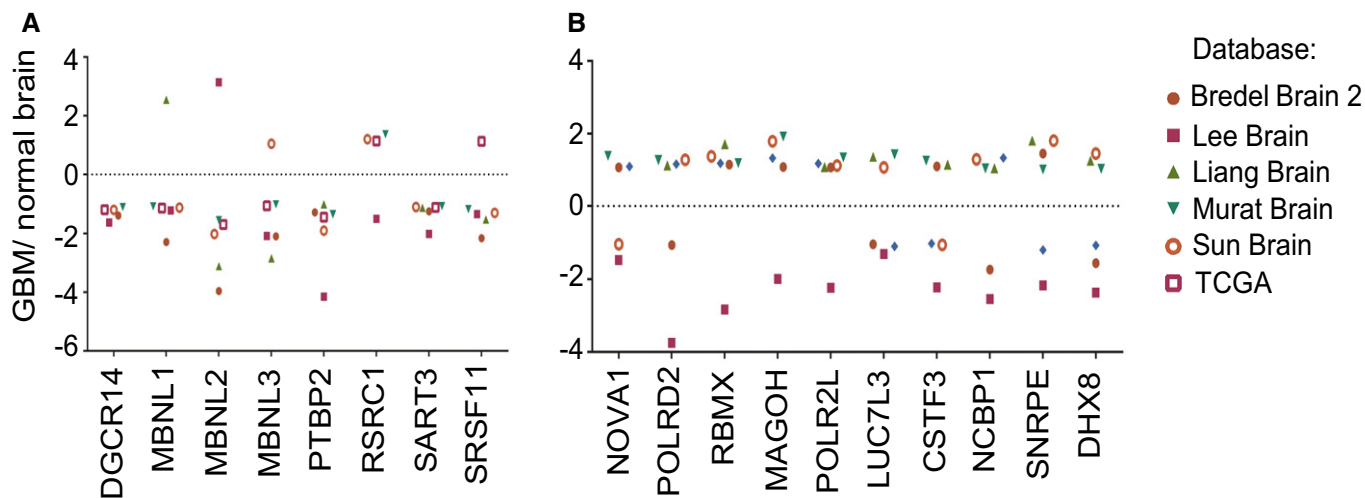 A
GBM/ normal brain
4
2
0
-2
-4
-6
DGCR14
MBNL1
MBNL2
MBNL3
PTBP2
RSRC1
SART3
SRSF11
B
4
2
0
-2
-4
NOVA1
POLRD2
RBMX
MAGOH
POLR2L
LUC7L3
CSTF3
NCBP1
SNRPE
DHX8
Database:
Bredel Brain 2
Lee Brain
Liang Brain
Murat Brain
Sun Brain
TCGA